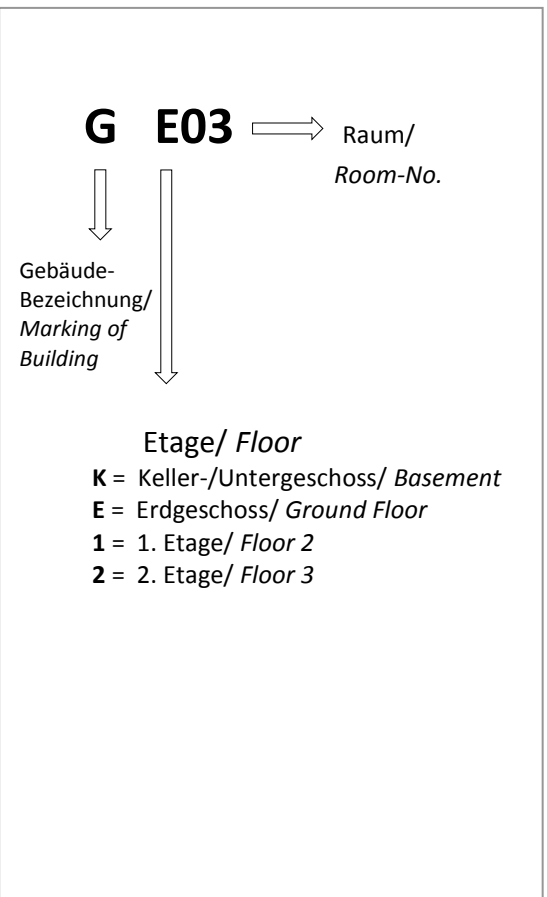 G E03
Raum/
Room-No.
Gebäude-
Bezeichnung/
Marking of
Building
Etage/ Floor
K = Keller-/Untergeschoss/ Basement
E = Erdgeschoss/ Ground Floor
1 = 1. Etage/ Floor 2
2 = 2. Etage/ Floor 3